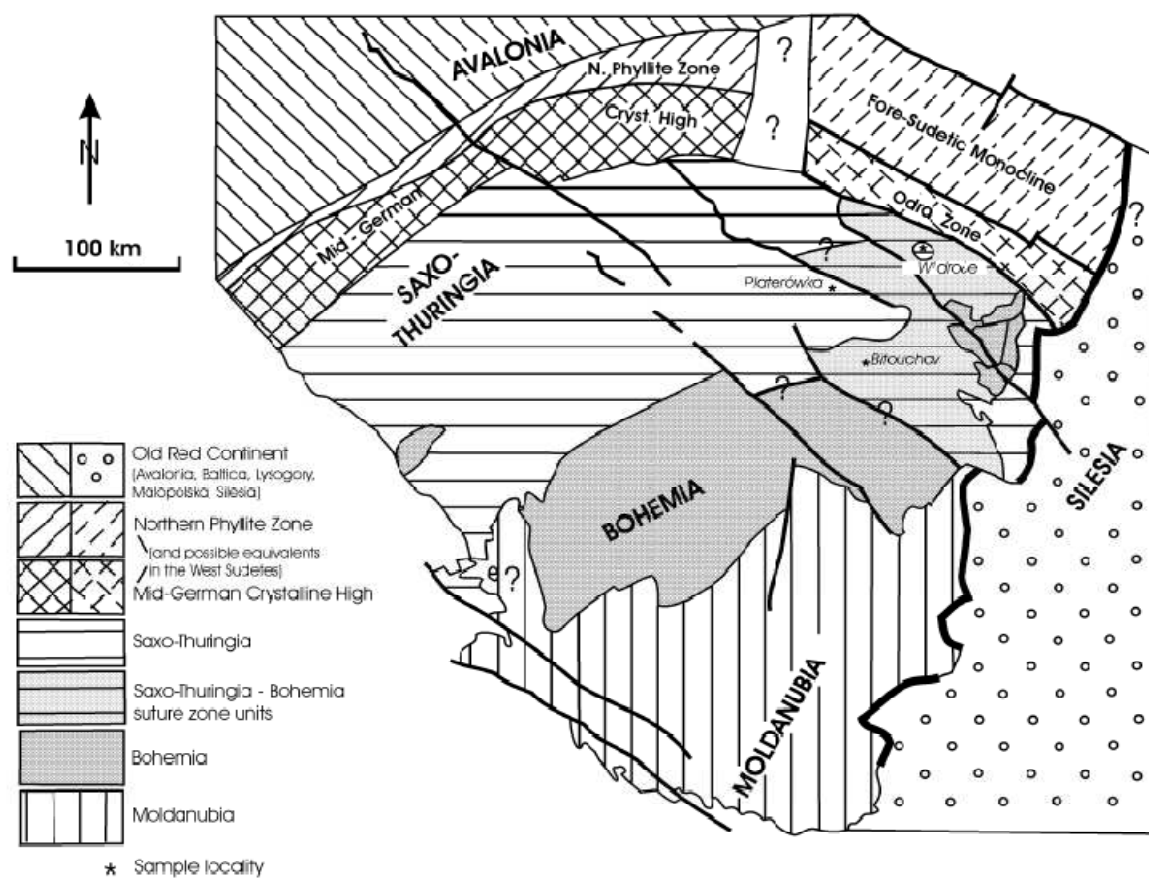 AVALONIA
?
N. Phyllite Zone
Cryst. High
?
Fore-Sudetic Monocline
N
Mid - German
Odra Zone
?
100 km
SAXO-
THURINGIA
?
Platerówka *
*
?
* Bitouchov
?
?
SILESIA
BOHEMIA
?
MOLDANUBIA
Old Red Continent
(Avalonia, Baltica, Lysogory,
Malopolska Silesia)
Northern Phyllite Zone
(and possible equivalents
in the West Sudetes)
Mid-German Crystalline High
Saxo-Thuringia
Saxo-Thuringia - Bohemia
suture zone units
Bohemia
Moldanubia
* Sample locality